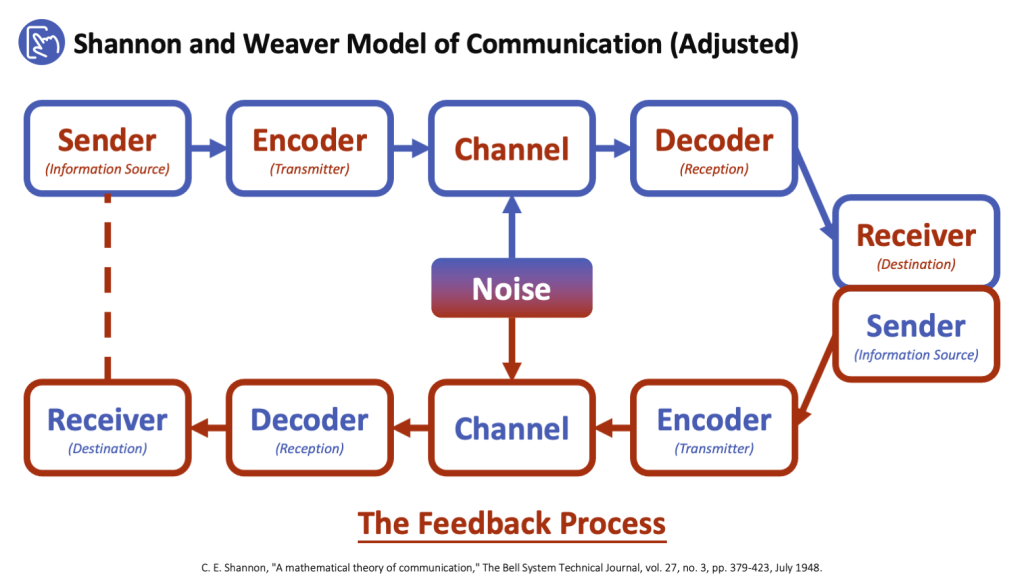 Shannon and Weaver Model of Communication (Adjusted)
Sender
(Information Source)
Encoder
(Transmitter)
Channel
Decoder
(Reception)
Receiver
(Destination)
Noise
Sender
(Information Source)
Receiver
(Destination)
Decoder
(Reception)
Channel
Encoder
(Transmitter)
The Feedback Process
C. E. Shannon, "A mathematical theory of communication," The Bell System Technical Journal, vol. 27, no. 3, pp. 379-423, July 1948.